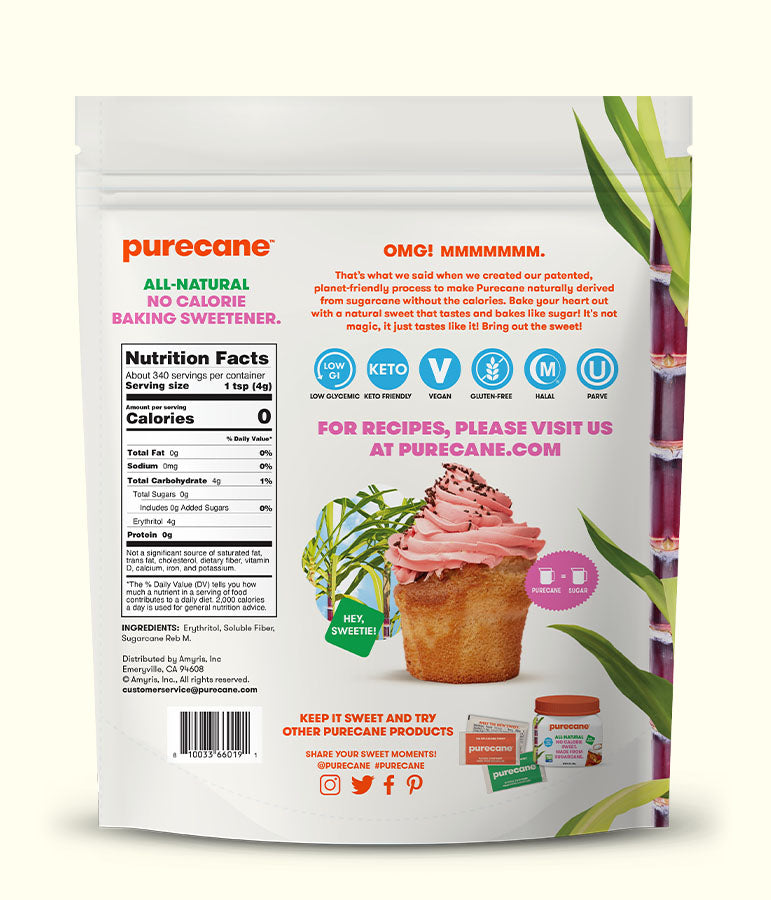 purecane™
ALL-NATURAL
NO CALORIE
BAKING SWEETENER.
Nutrition Facts
About 340 servings per container
Serving size 1 tsp (4g)
Amount per serving
Calories 0
% Daily Value*
Total Fat 0g 0%
Sodium 0mg 0%
Total Carbohydrate 4g 1%
Total Sugars 0g
Includes 0g Added Sugars 0%
Erythritol 4g
Protein 0g
Not a significant source of saturated fat,
trans fat, cholesterol, dietary fiber, vitamin
D, calcium, iron, and potassium.
*The % Daily Value (DV) tells you how
much a nutrient in a serving of food
contributes to a daily diet. 2,000 calories
a day is used for general nutrition advice.
INGREDIENTS: Erythritol, Soluble Fiber,
Sugarcane Reb M.
Distributed by Amyris, Inc
Emeryville, CA 94608
© Amyris, Inc., All rights reserved.
customerservice@purecane.com
8 10033 66019 1
OMG! MMMMMMM.
That's what we said when we created our patented,
planet-friendly process to make Purecane naturally derived
from sugarcane without the calories. Bake your heart out
with a natural sweet that tastes and bakes like sugar! It's not
magic, it just tastes like it! Bring out the sweet!
LOW
GI
KETO
V
M
U
LOW GLYCEMIC KETO FRIENDLY VEGAN GLUTEN-FREE HALAL PARVE
FOR RECIPES, PLEASE VISIT US
AT PURECANE.COM
=
PURECANE SUGAR
HEY,
SWEETIE!
KEEP IT SWEET AND TRY
OTHER PURECANE PRODUCTS
SHARE YOUR SWEET MOMENTS!
@PURECANE #PURECANE
purecane
purecane
purecane
ALL-NATURAL
NO CALORIE
SWEET.
MADE FROM
SUGARCANE.